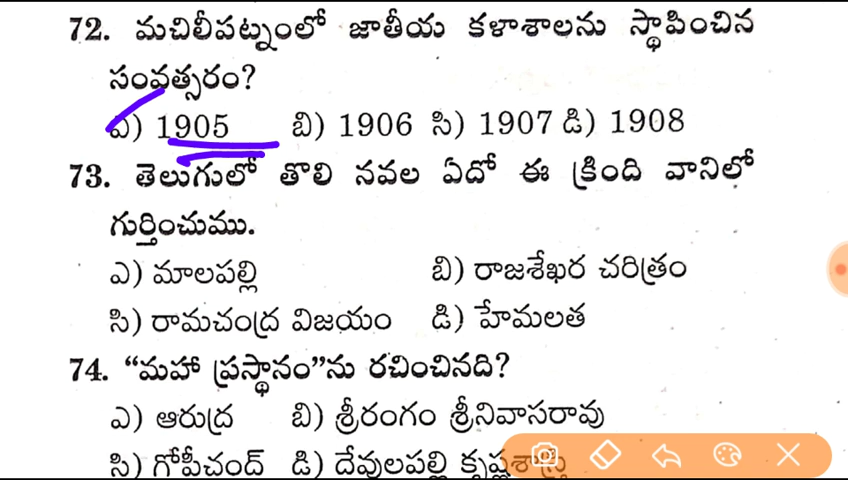 72. మచిలీపట్నంలో జాతీయ కళాశాలను స్థాపించిన
సంవత్సరం?
ఎ) 1905 బి) 1906 సి) 1907 డి) 1908
73. తెలుగులో తొలి నవల ఏదో ఈ క్రింది వానిలో
గుర్తించుము.
ఎ) మాలపల్లి బి) రాజశేఖర చరిత్రం
సి) రామచంద్ర విజయం డి) హేమలత
74. "మహా ప్రస్థానం"ను రచించినది?
ఎ) ఆరుద్ర బి) శ్రీరంగం శ్రీనివాసరావు
సి) గోపీచంద్ డి) దేవులపల్లి కృష్ణశాస్త్రి